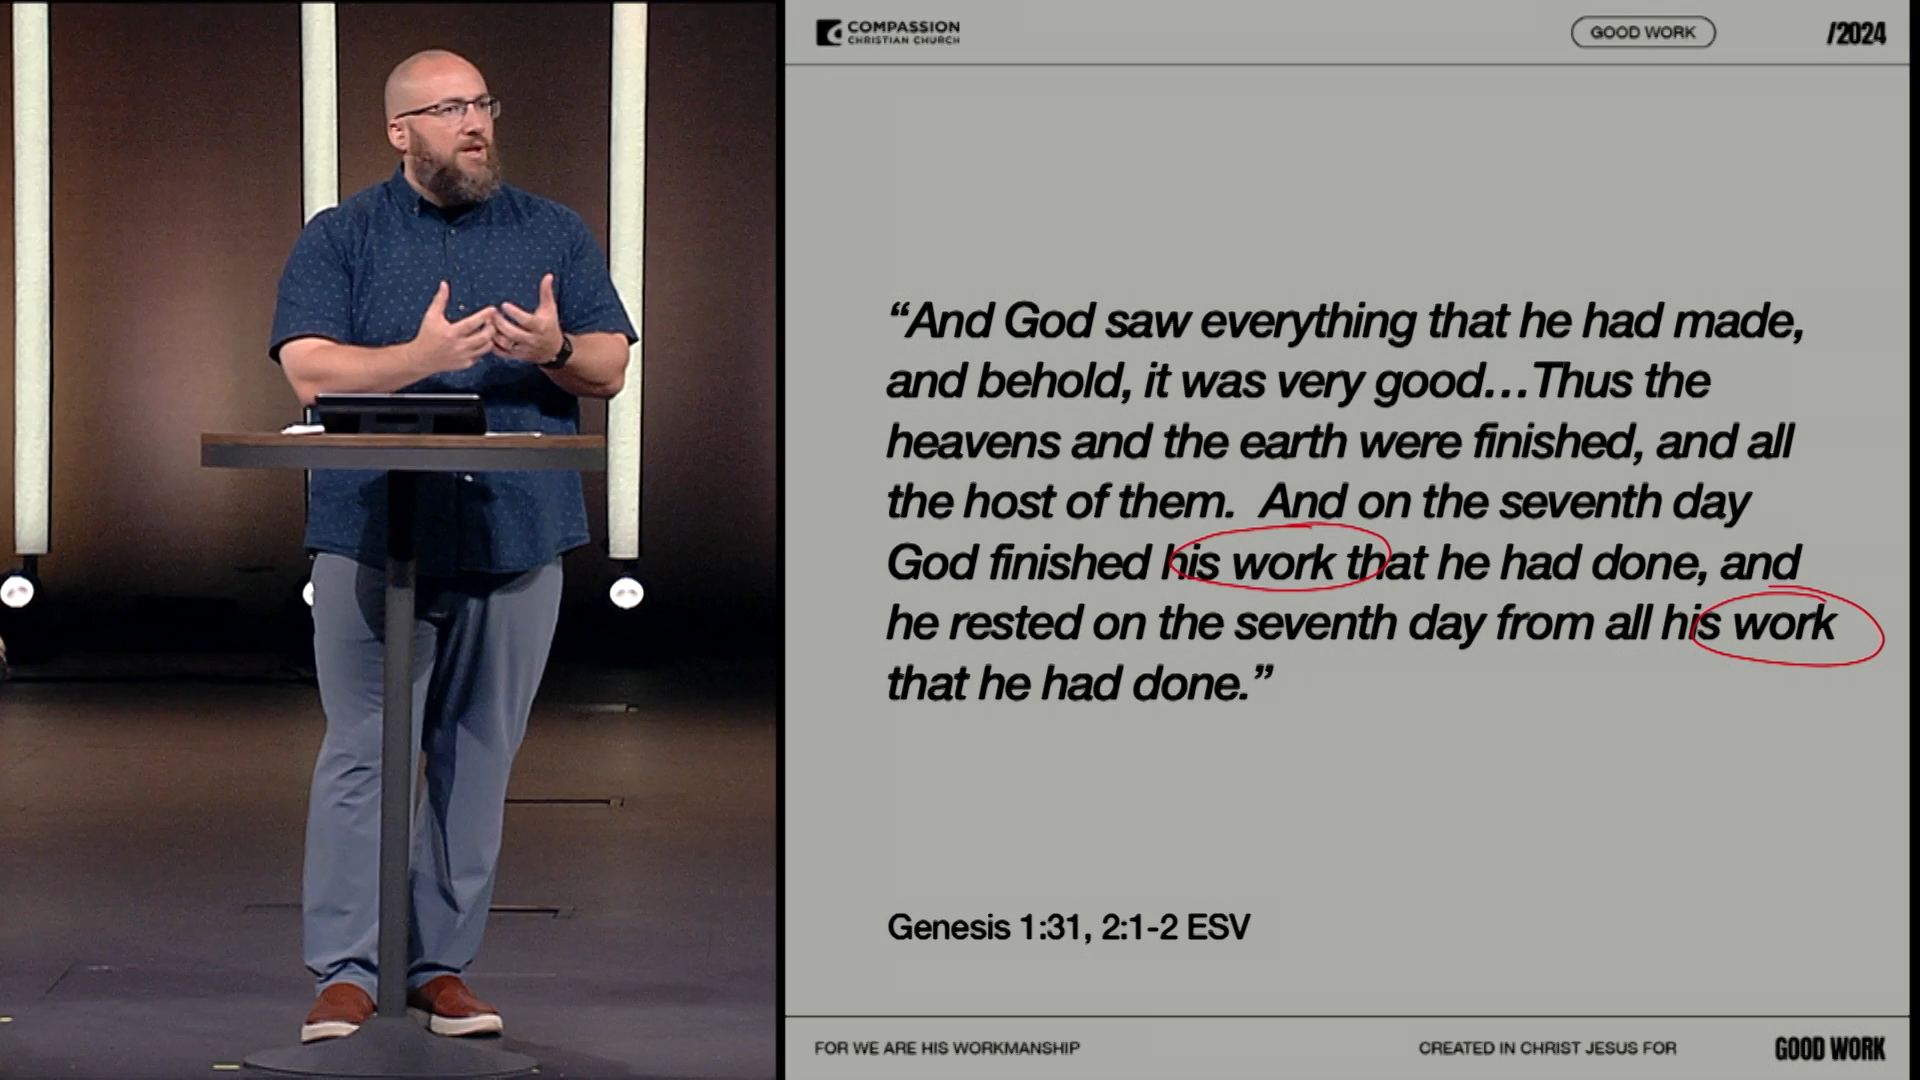 COMPASSION
CHRISTIAN CHURCH
GOOD WORK
/2024
“And God saw everything that he had made,
and behold, it was very good…Thus the
heavens and the earth were finished, and all
the host of them.  And on the seventh day
God finished his work that he had done, and
he rested on the seventh day from all his work
that he had done.”
Genesis 1:31, 2:1-2 ESV
FOR WE ARE HIS WORKMANSHIP
CREATED IN CHRIST JESUS FOR
GOOD WORK